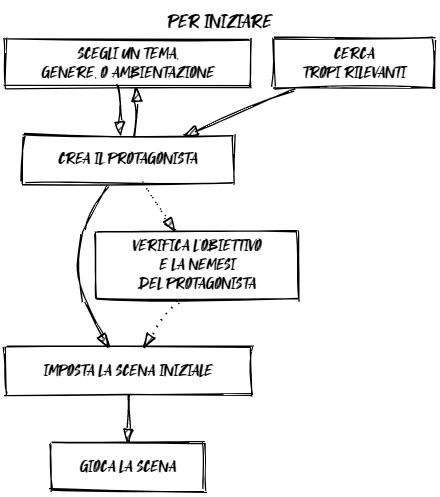 PER INIZIARE
SCEGLI UN TEMA,
GENERE, O AMBIENTAZIONE
CERCA
TROPI RILEVANTI
CREA IL PROTAGONISTA
VERIFICA L'OBIETTIVO
E LA NEMESI
DEL PROTAGONISTA
IMPOSTA LA SCENA INIZIALE
GIOCA LA SCENA